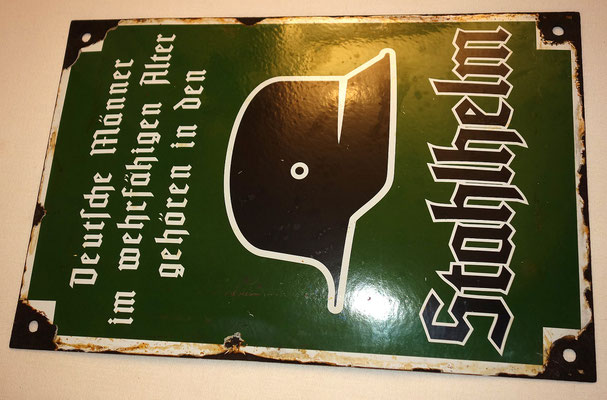 Deutſche Männer
im wehrfähigen Alter
gehören in den
Stahlhelm